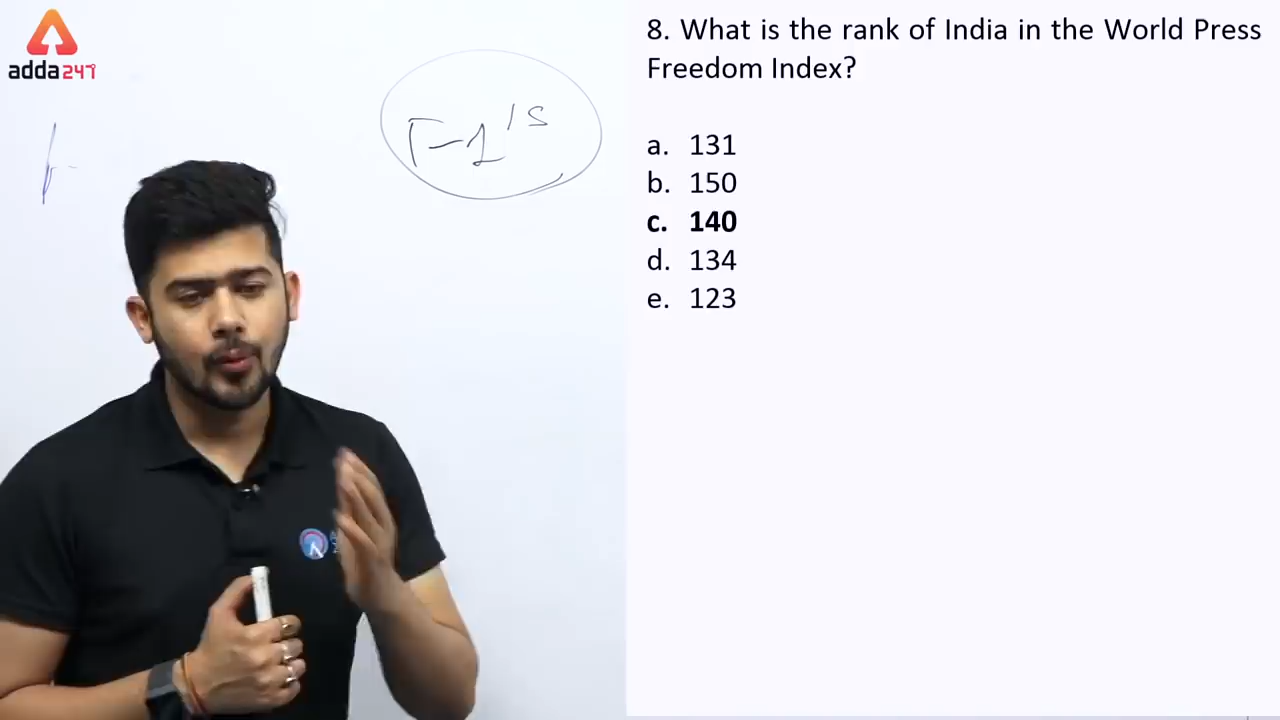 adda247
8. What is the rank of India in the World Press
Freedom Index?
a. 131
b. 150
c. 140
d. 134
e. 123